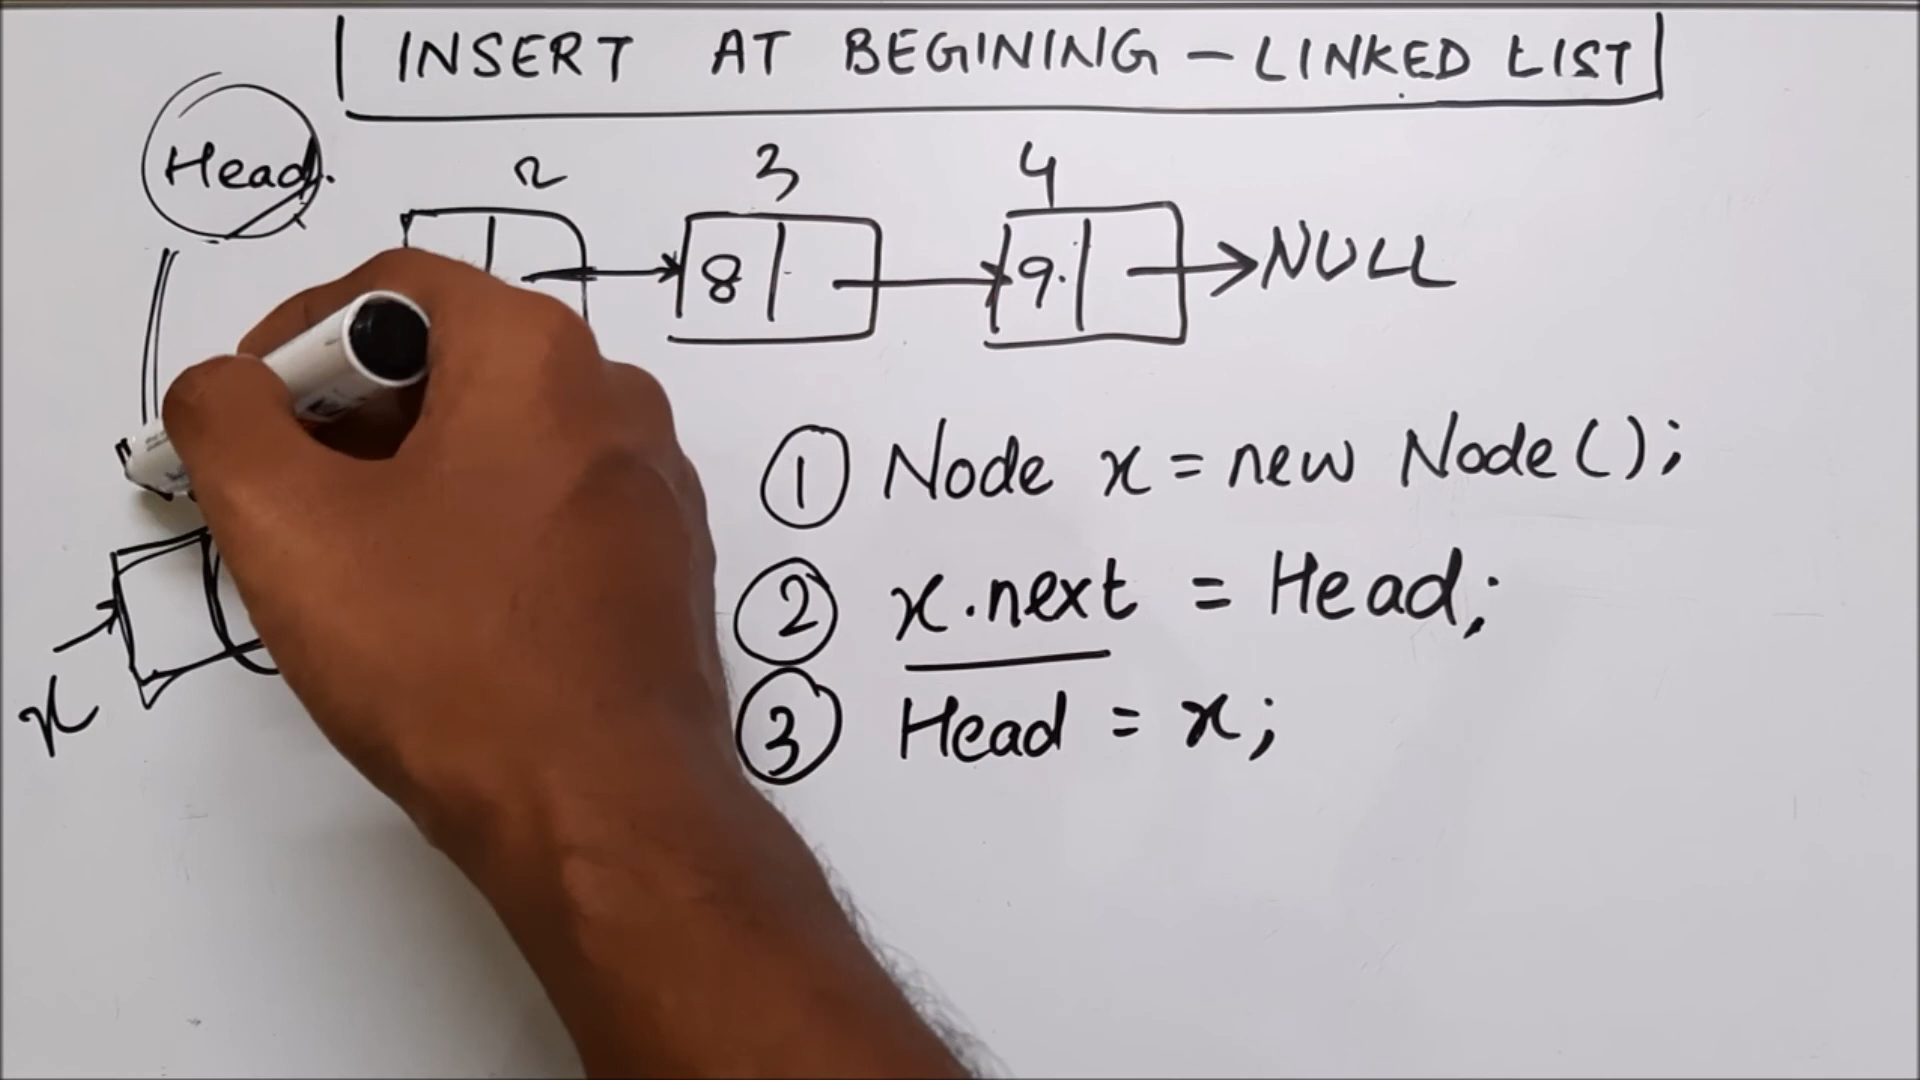 INSERT AT BEGINING - LINKED LIST
Head.
2 3 4
8 9. NULL
① Node x = new Node();
② x.next = Head;
③ Head = x;
x